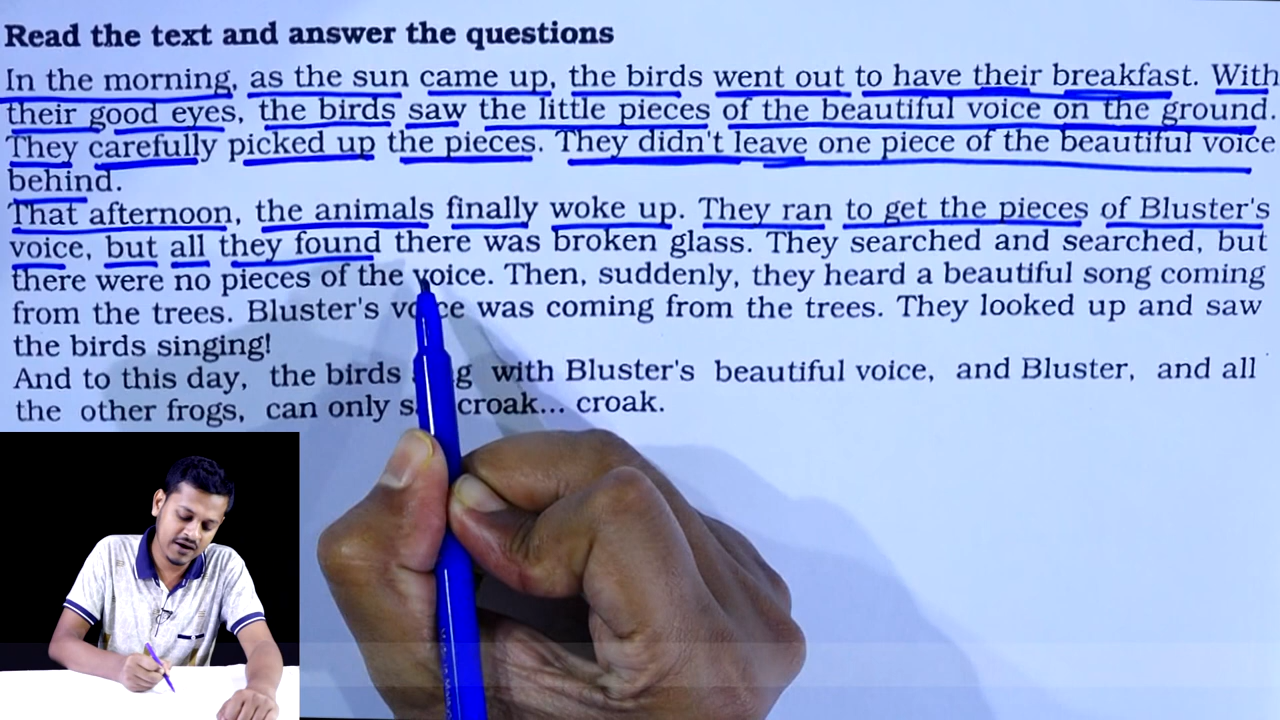 Read the text and answer the questions
In the morning, as the sun came up, the birds went out to have their breakfast. With
their good eyes, the birds saw the little pieces of the beautiful voice on the ground.
They carefully picked up the pieces. They didn't leave one piece of the beautiful voice
behind.
That afternoon, the animals finally woke up. They ran to get the pieces of Bluster's
voice, but all they found there was broken glass. They searched and searched, but
there were no pieces of the voice. Then, suddenly, they heard a beautiful song coming
from the trees. Bluster's voice was coming from the trees. They looked up and saw
the birds singing!
And to this day, the birds with Bluster's beautiful voice, and Bluster, and all
the other frogs, can only croak... croak.